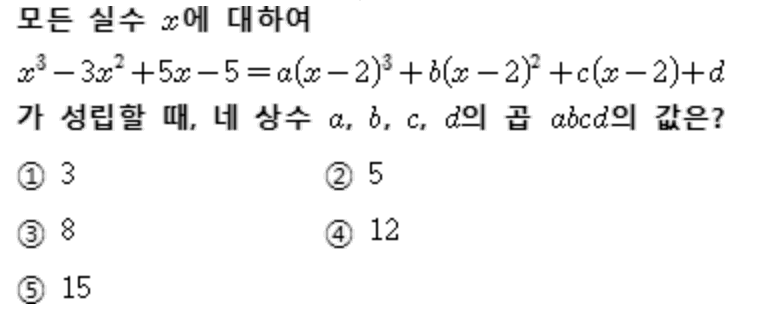 모든 실수 x에 대하여
x³-3x²+5x-5=a(x-2)³+b(x-2)²+c(x-2)+d
가 성립할 때, 네 상수 a, b, c, d의 곱 abcd의 값은?
① 3 ② 5
③ 8 ④ 12
⑤ 15